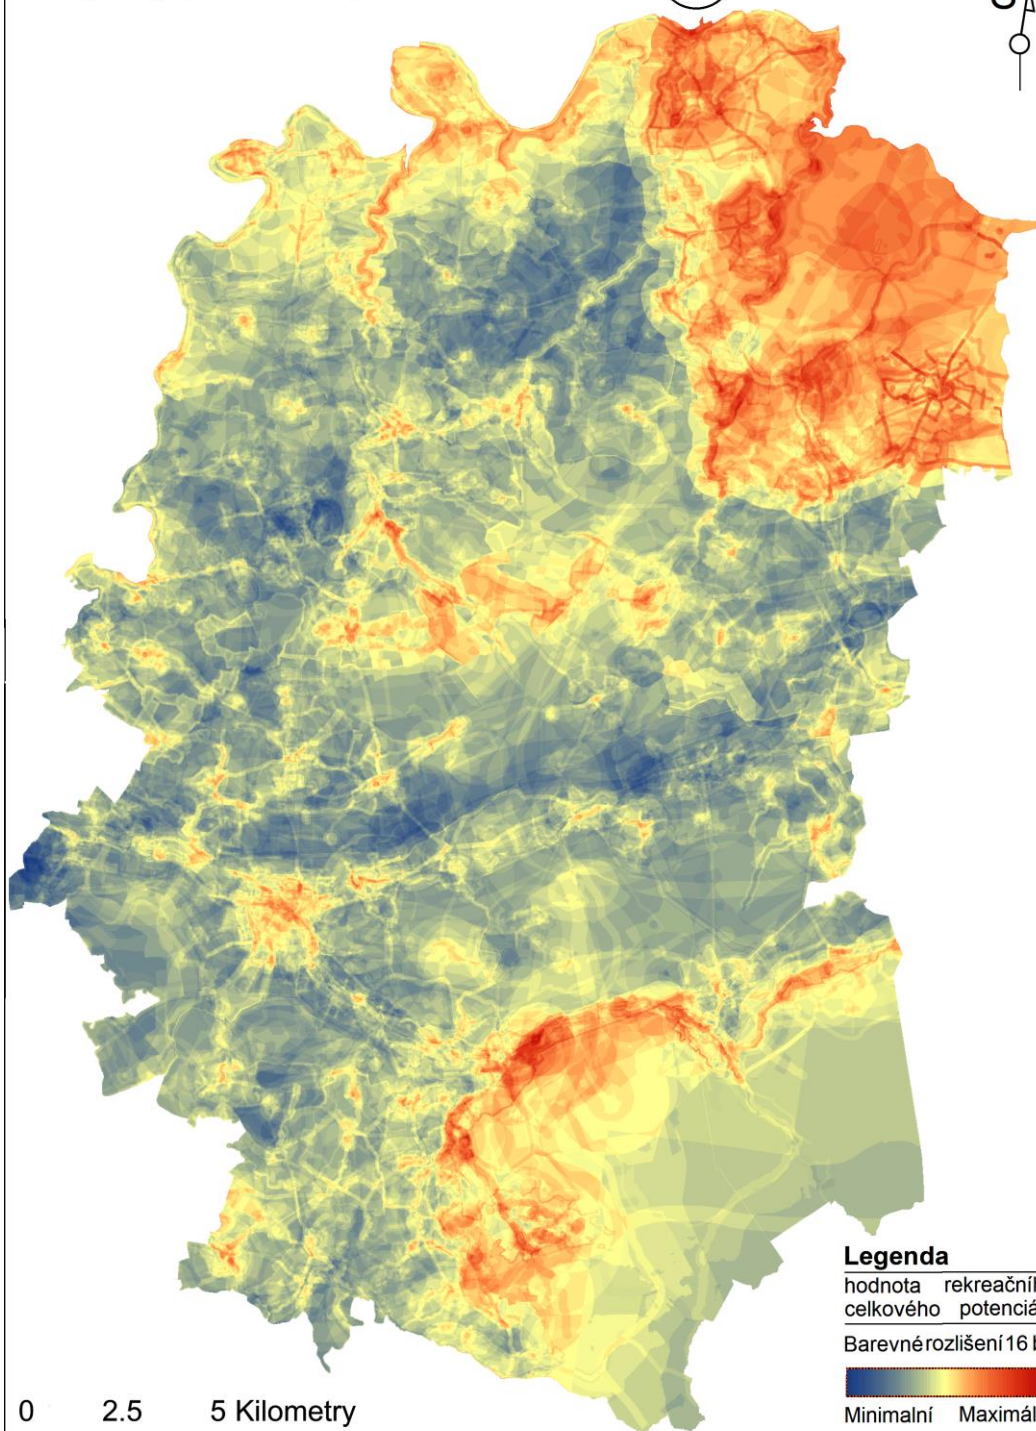 Legenda
hodnota rekreační
celkového potenciá
Barevné rozlišení 16 b
Minimalní Maximál
0 2.5 5 Kilometry